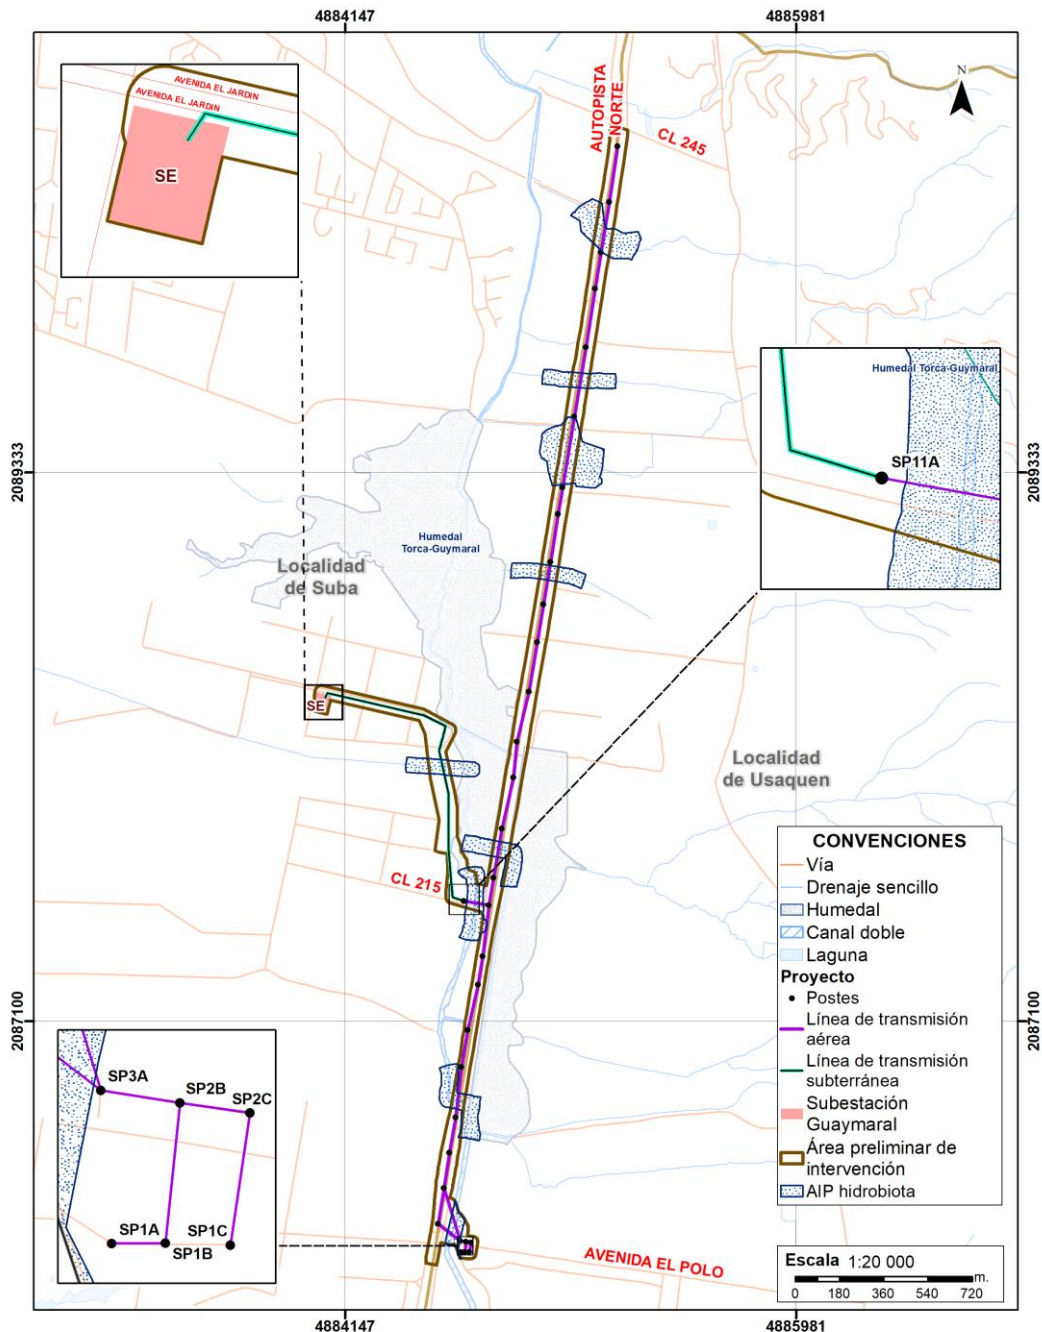 4884147
4885981
AVENIDA EL JARDIN
AVENIDA EL JARDIN
SE
AUTOPISTA
NORTE
CL 245
N
2089333
2089333
Humedal Torca-Guymaral
SP11A
Humedal
Torca-Guymaral
Localidad
de Suba
SE
Localidad
de Usaquen
CL 215
CONVENCIONES
Vía
Drenaje sencillo
Humedal
Canal doble
Laguna
Proyecto
Postes
Línea de transmisión
aérea
Línea de transmisión
subterránea
Subestación
Guaymaral
Área preliminar de
intervención
AIP hidrobiota
2087100
2087100
SP3A
SP2B
SP2C
SP1A
SP1B
SP1C
AVENIDA EL POLO
Escala 1:20 000
m.
0 180 360 540 720
4884147
4885981